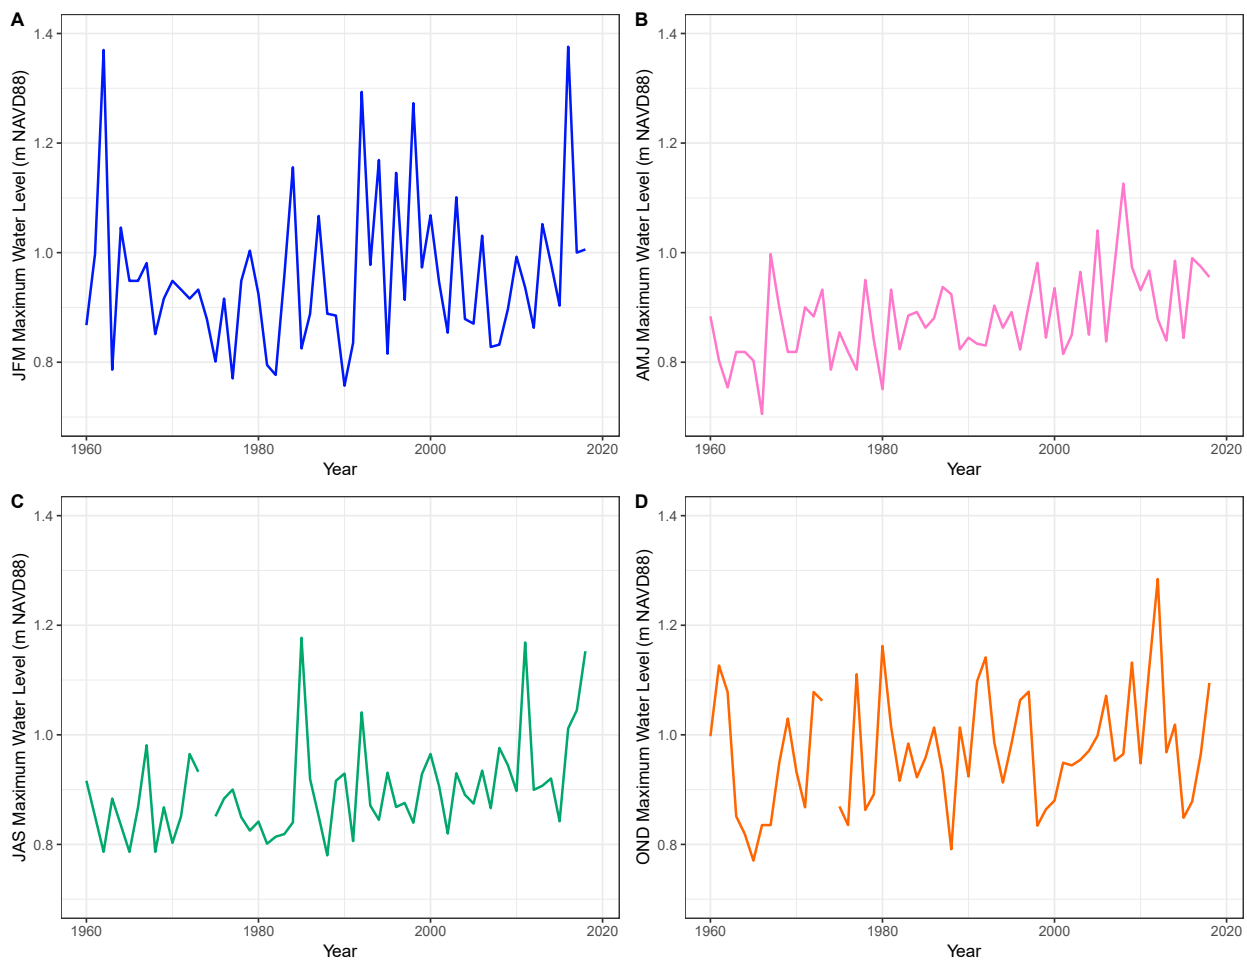 A
JFM Maximum Water Level (m NAVD88)
1.4
1.2
1.0
0.8
1960 1980 2000 2020
Year
B
AMJ Maximum Water Level (m NAVD88)
1.4
1.2
1.0
0.8
1960 1980 2000 2020
Year
C
JAS Maximum Water Level (m NAVD88)
1.4
1.2
1.0
0.8
1960 1980 2000 2020
Year
D
OND Maximum Water Level (m NAVD88)
1.4
1.2
1.0
0.8
1960 1980 2000 2020
Year